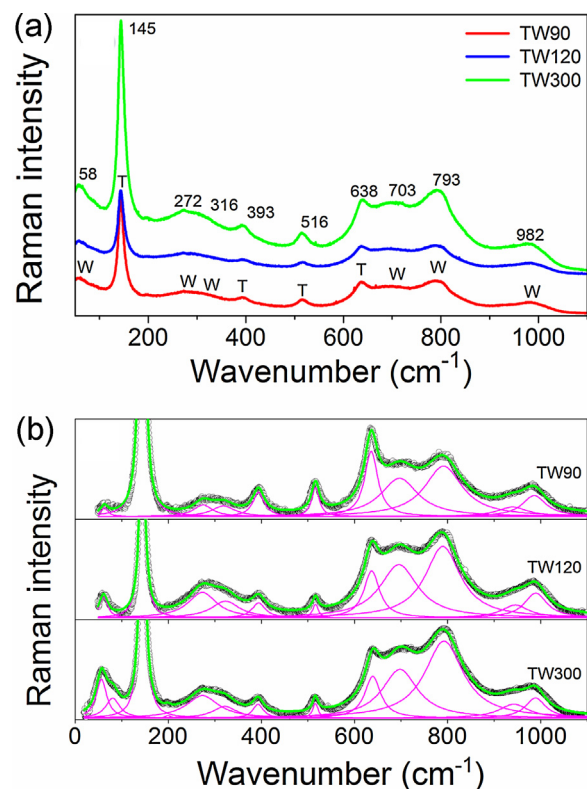 (a)
TW90
TW120
TW300
145
58
T
272
316
393
516
638
703
793
982
W
W
W
T
T
T
W
W
W
Raman intensity
200
400
600
800
1000
Wavenumber (cm⁻¹)
(b)
TW90
TW120
TW300
Raman intensity
0
200
400
600
800
1000
Wavenumber (cm⁻¹)